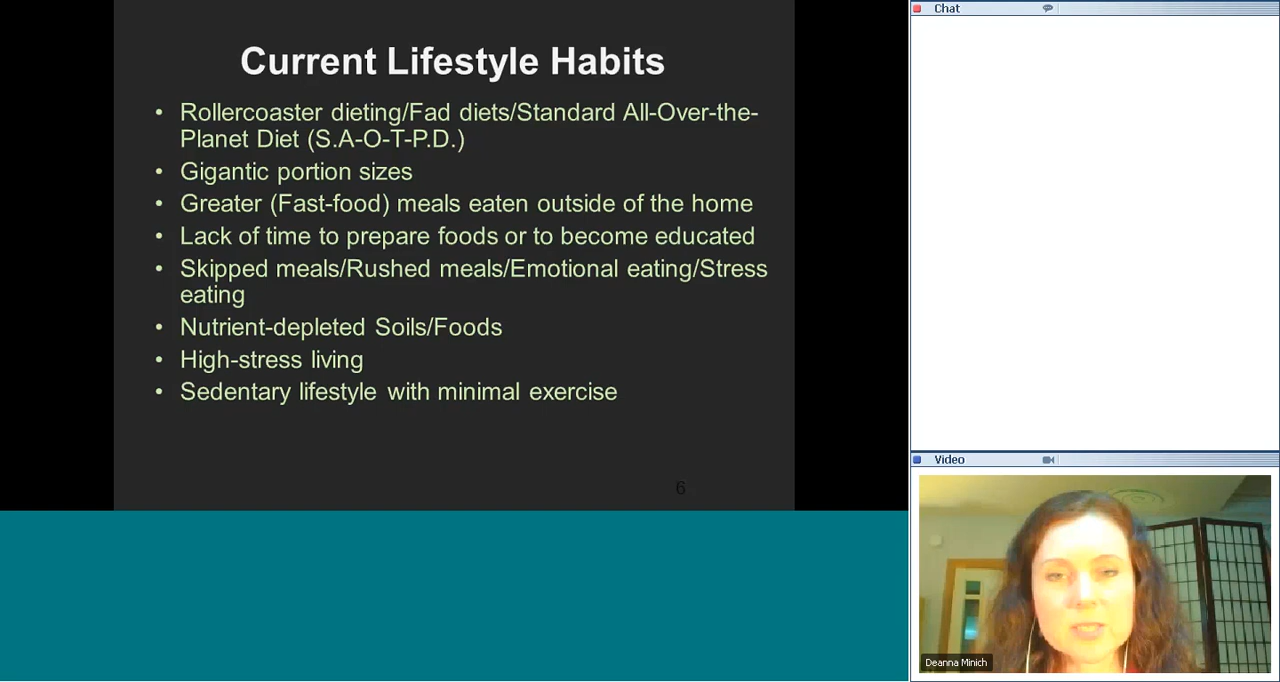 Current Lifestyle Habits
• Rollercoaster dieting/Fad diets/Standard All-Over-the-
Planet Diet (S.A-O-T-P.D.)
• Gigantic portion sizes
• Greater (Fast-food) meals eaten outside of the home
• Lack of time to prepare foods or to become educated
• Skipped meals/Rushed meals/Emotional eating/Stress
eating
• Nutrient-depleted Soils/Foods
• High-stress living
• Sedentary lifestyle with minimal exercise
6
Chat
Video
Deanna Minich